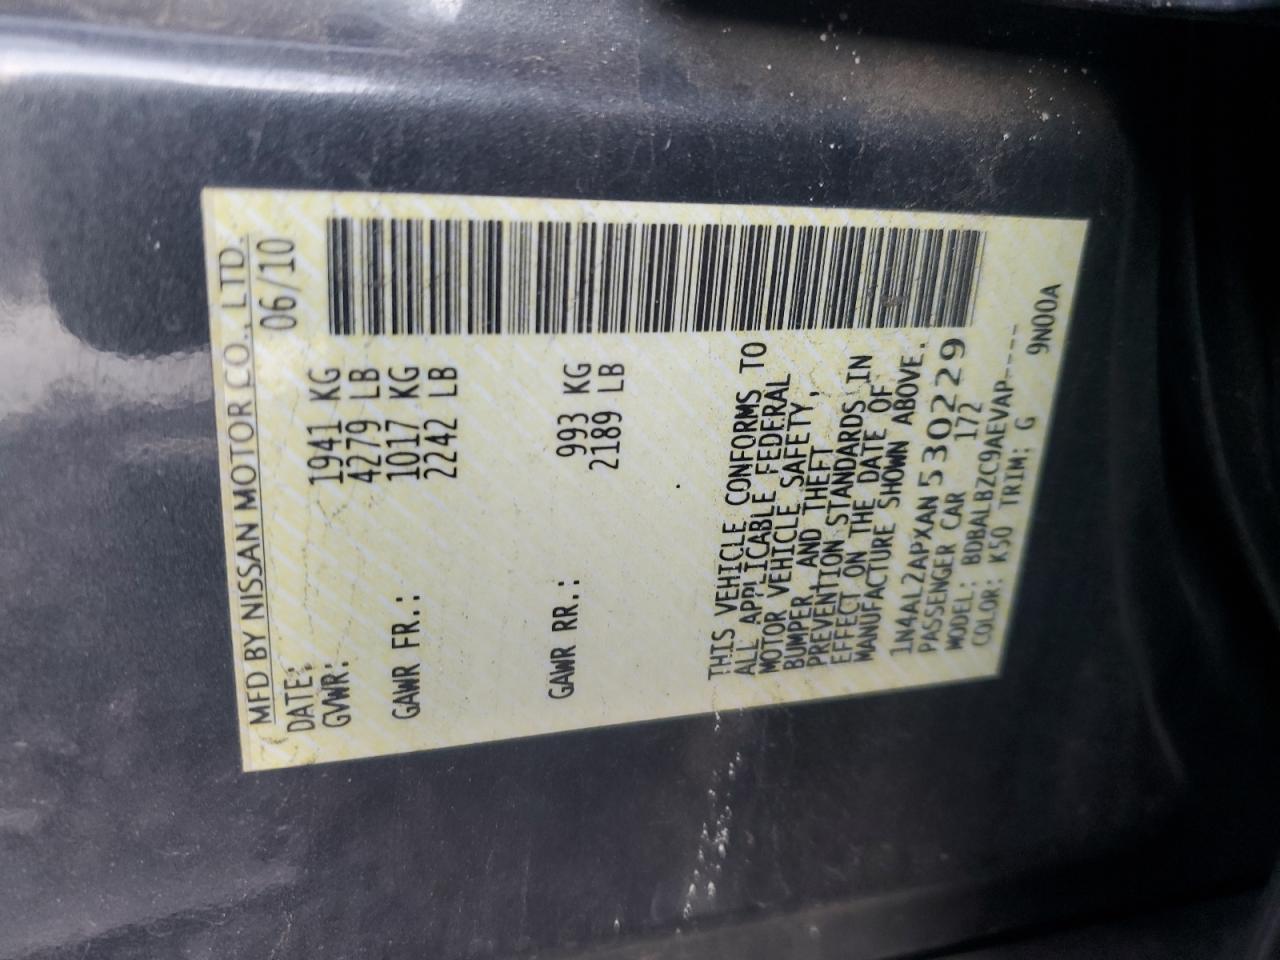 MFD BY NISSAN MOTOR CO., LTD.
DATE: 06/10
GVWR: 1941 KG
4279 LB
GAWR FR.: 1017 KG
2242 LB
GAWR RR.: 993 KG
2189 LB
THIS VEHICLE CONFORMS TO
ALL APPLICABLE FEDERAL
MOTOR VEHICLE SAFETY,
BUMPER, AND THEFT
PREVENTION STANDARDS IN
EFFECT ON THE DATE OF
MANUFACTURE SHOWN ABOVE.
1N4AL2APXAN530229
PASSENGER CAR 172
MODEL: BDBALBZC9AEVAP----
COLOR: K50 TRIM: G 9N00A